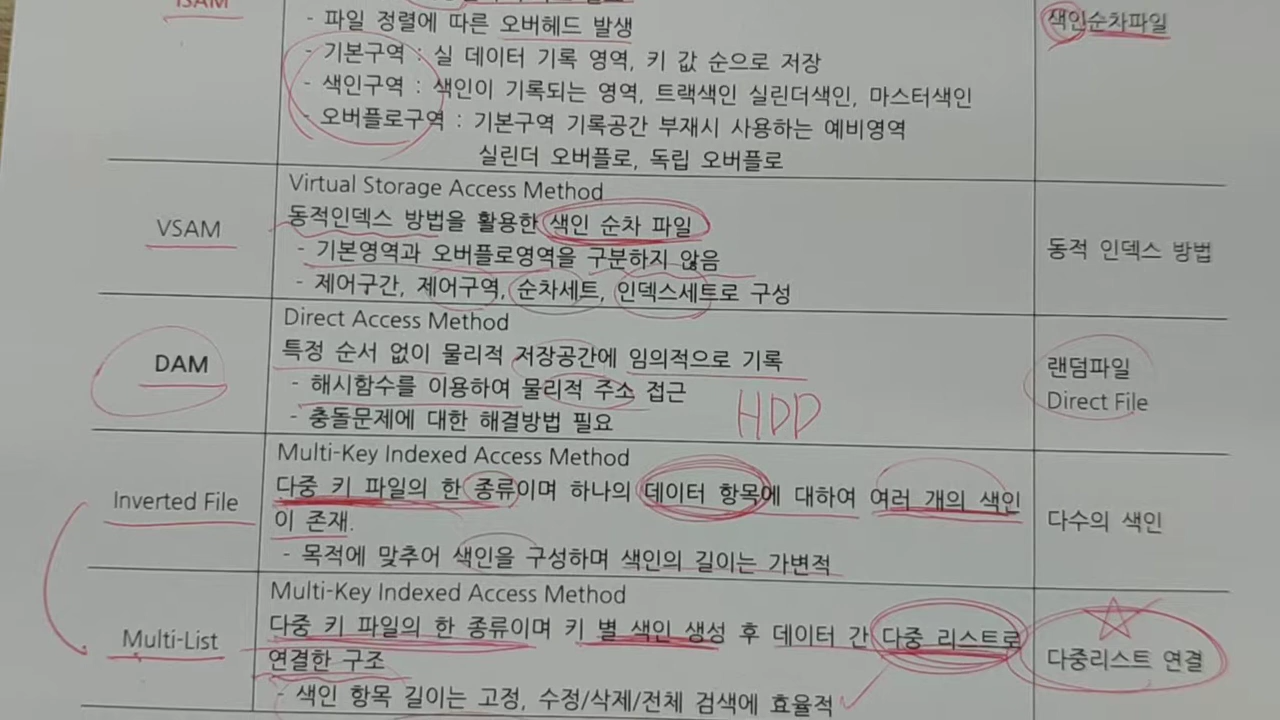 ISAM
- 파일 정렬에 따른 오버헤드 발생
- 기본구역 : 실 데이터 기록 영역, 키 값 순으로 저장
- 색인구역 : 색인이 기록되는 영역, 트랙색인 실린더색인, 마스터색인
- 오버플로구역 : 기본구역 기록공간 부재시 사용하는 예비영역
실린더 오버플로, 독립 오버플로
색인순차파일
VSAM
Virtual Storage Access Method
동적인덱스 방법을 활용한 색인 순차 파일
- 기본영역과 오버플로영역을 구분하지 않음
- 제어구간, 제어구역, 순차세트, 인덱스세트로 구성
동적 인덱스 방법
DAM
Direct Access Method
특정 순서 없이 물리적 저장공간에 임의적으로 기록
- 해시함수를 이용하여 물리적 주소 접근
- 충돌문제에 대한 해결방법 필요
HDD
랜덤파일
Direct File
Inverted File
Multi-Key Indexed Access Method
다중 키 파일의 한 종류이며 하나의 데이터 항목에 대하여 여러 개의 색인
이 존재.
- 목적에 맞추어 색인을 구성하며 색인의 길이는 가변적
다수의 색인
Multi-List
Multi-Key Indexed Access Method
다중 키 파일의 한 종류이며 키 별 색인 생성 후 데이터 간 다중 리스트로
연결한 구조
- 색인 항목 길이는 고정, 수정/삭제/전체 검색에 효율적
다중리스트 연결